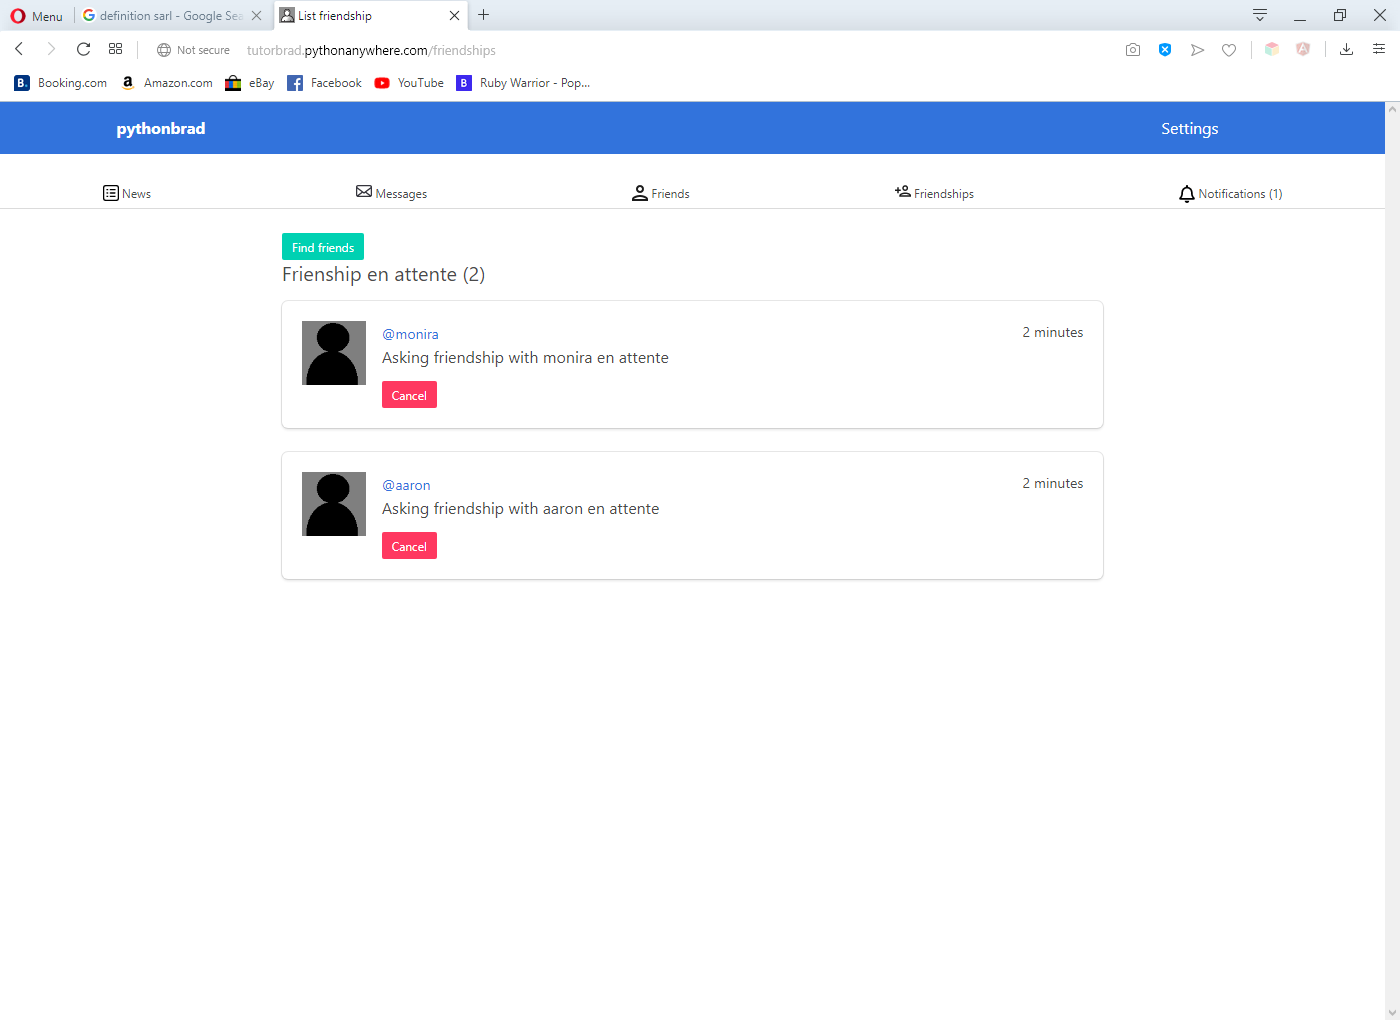 Menu
definition sarl - Google Sea
List friendship
Not secure
tutorbrad.pythonanywhere.com/friendships
B. Booking.com
a Amazon.com
eBay
Facebook
YouTube
B Ruby Warrior - Pop...
pythonbrad
Settings
News
Messages
Friends
Friendships
Notifications (1)
Find friends
Frienship en attente (2)
@monira
2 minutes
Asking friendship with monira en attente
Cancel
@aaron
2 minutes
Asking friendship with aaron en attente
Cancel